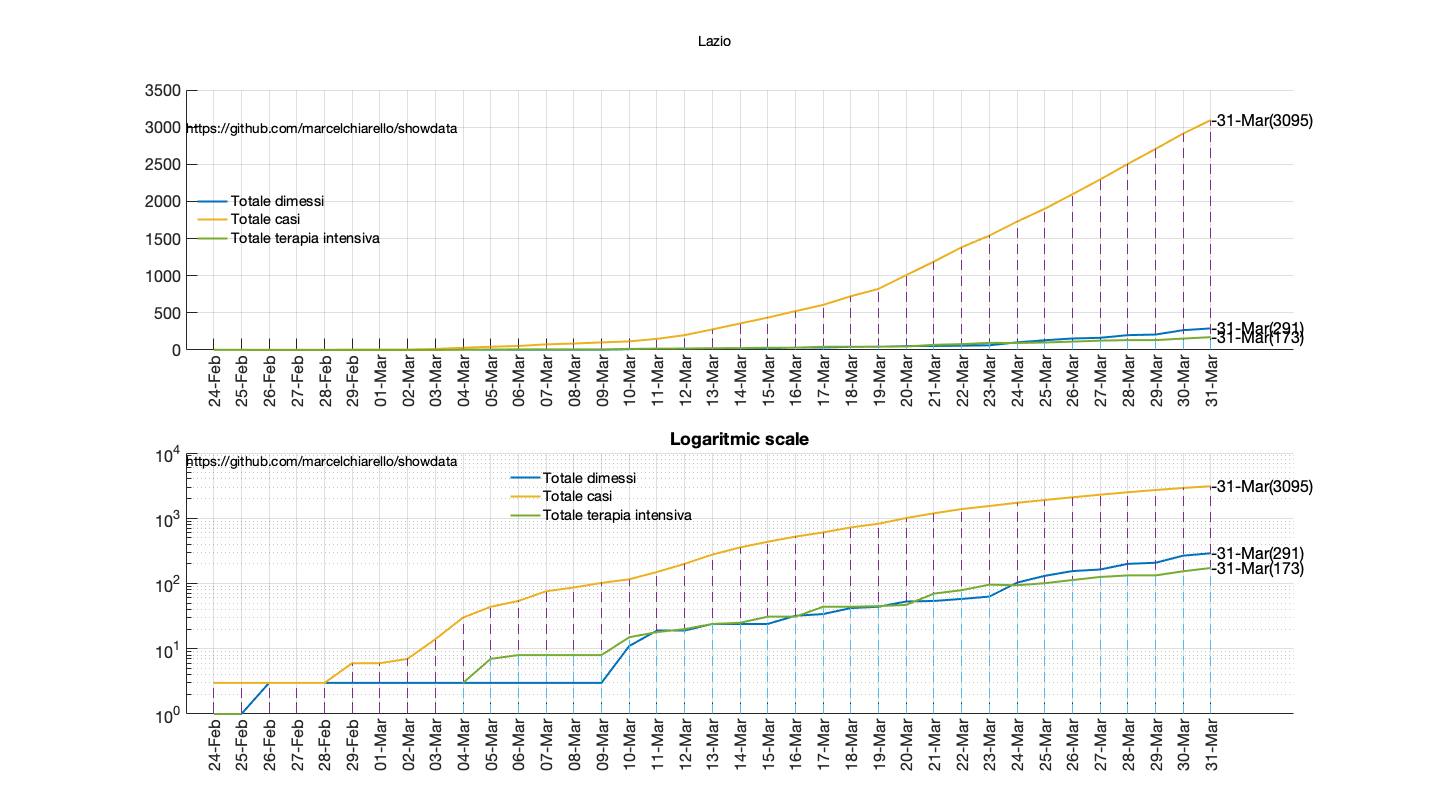 Lazio
3500
3000
2500
2000
1500
1000
500
0
https://github.com/marcelchiarello/showdata
Totale dimessi
Totale casi
Totale terapia intensiva
-31-Mar(3095)
-31-Mar(291)
-31-Mar(173)
24-Feb
25-Feb
26-Feb
27-Feb
28-Feb
29-Feb
01-Mar
02-Mar
03-Mar
04-Mar
05-Mar
06-Mar
07-Mar
08-Mar
09-Mar
10-Mar
11-Mar
12-Mar
13-Mar
14-Mar
15-Mar
16-Mar
17-Mar
18-Mar
19-Mar
20-Mar
21-Mar
22-Mar
23-Mar
24-Mar
25-Mar
26-Mar
27-Mar
28-Mar
29-Mar
30-Mar
31-Mar
Logaritmic scale
10^4
10^3
10^2
10^1
10^0
https://github.com/marcelchiarello/showdata
Totale dimessi
Totale casi
Totale terapia intensiva
-31-Mar(3095)
-31-Mar(291)
-31-Mar(173)
24-Feb
25-Feb
26-Feb
27-Feb
28-Feb
29-Feb
01-Mar
02-Mar
03-Mar
04-Mar
05-Mar
06-Mar
07-Mar
08-Mar
09-Mar
10-Mar
11-Mar
12-Mar
13-Mar
14-Mar
15-Mar
16-Mar
17-Mar
18-Mar
19-Mar
20-Mar
21-Mar
22-Mar
23-Mar
24-Mar
25-Mar
26-Mar
27-Mar
28-Mar
29-Mar
30-Mar
31-Mar